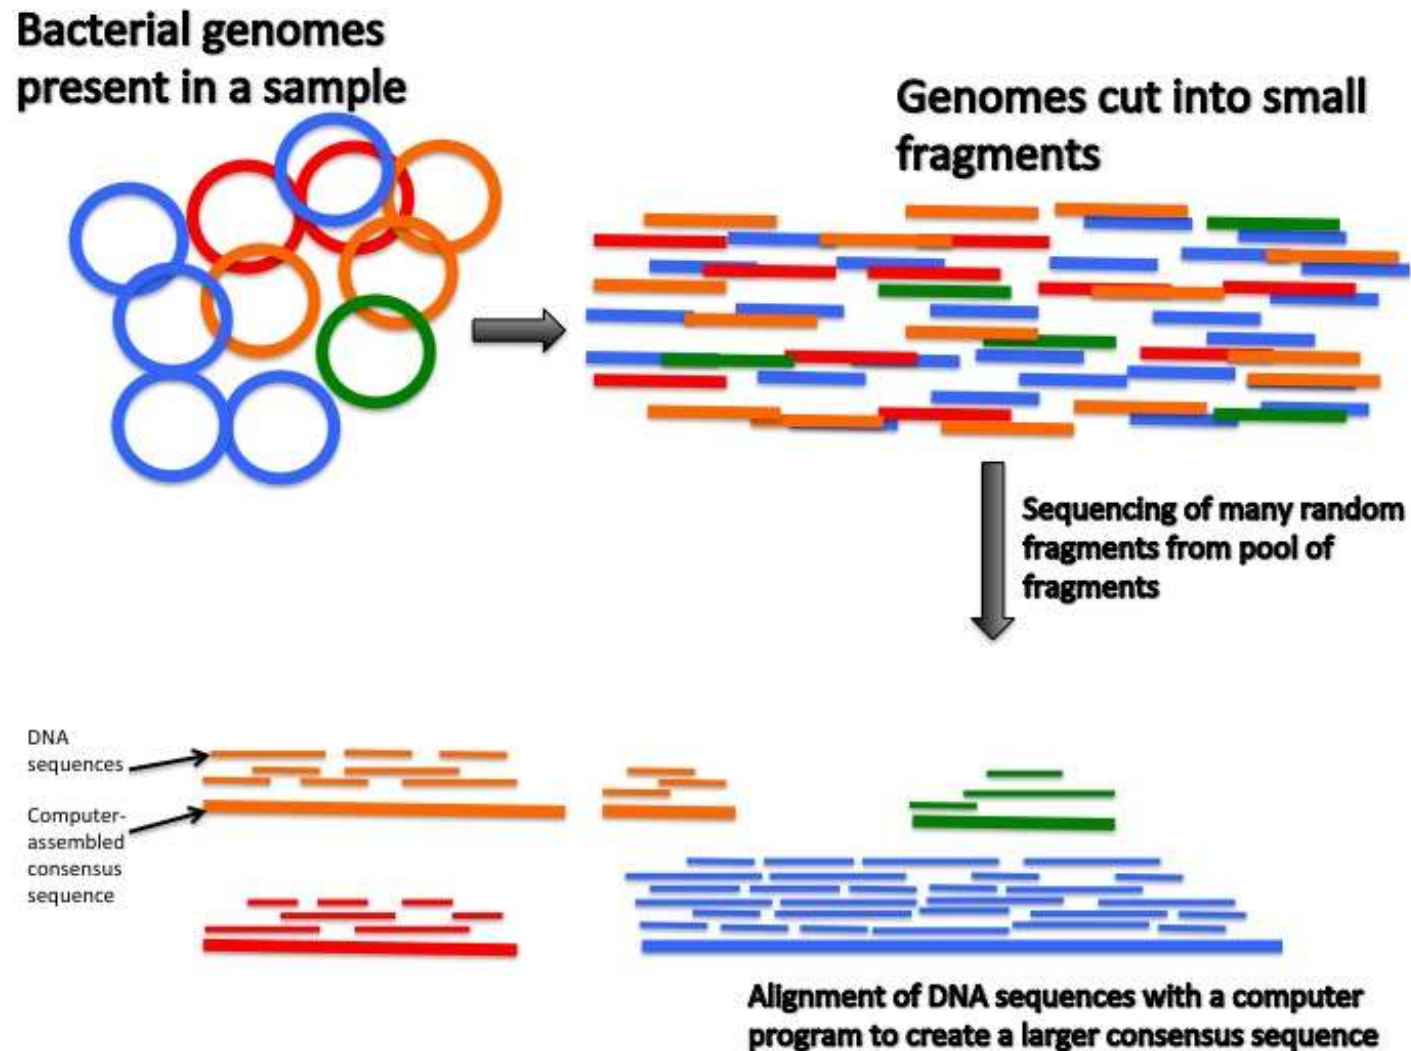 Bacterial genomes
present in a sample
Genomes cut into small
fragments
Sequencing of many random
fragments from pool of
fragments
DNA
sequences
Computer-
assembled
consensus
sequence
Alignment of DNA sequences with a computer
program to create a larger consensus sequence